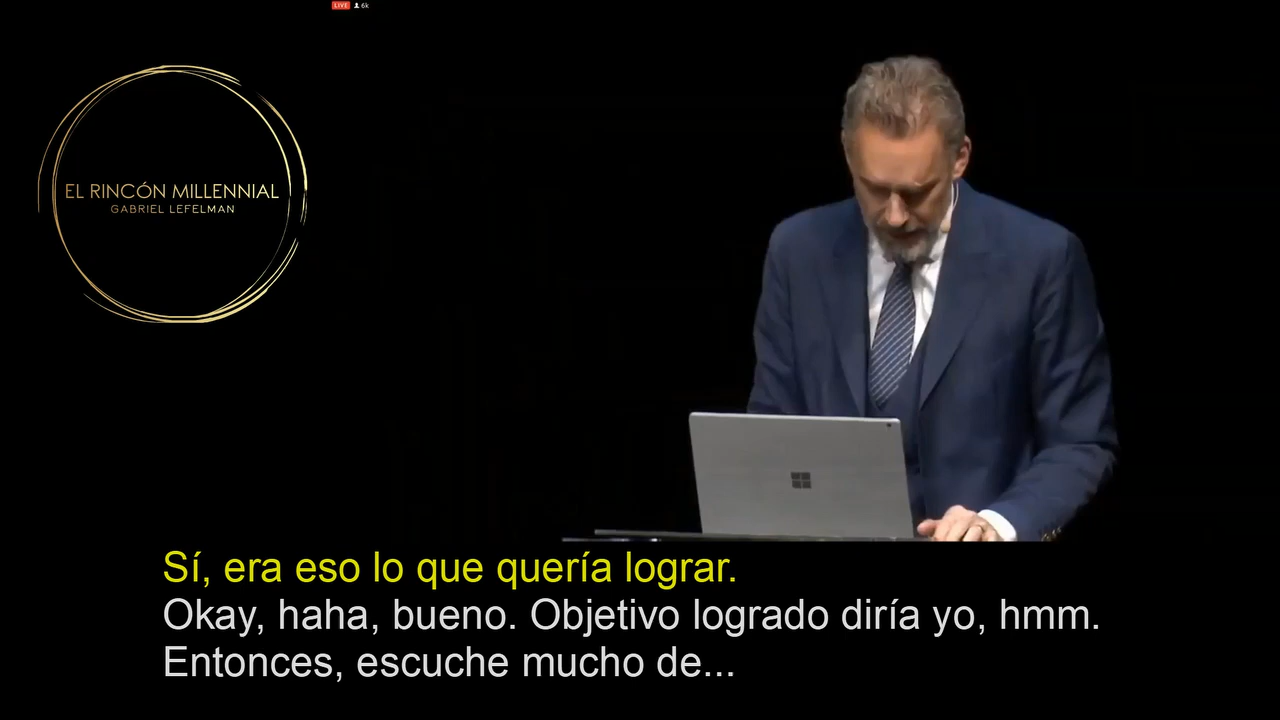 LIVE 6k
EL RINCÓN MILLENNIAL
GABRIEL LEFELMAN
Sí, era eso lo que quería lograr.
Okay, haha, bueno. Objetivo logrado diría yo, hmm.
Entonces, escuche mucho de...